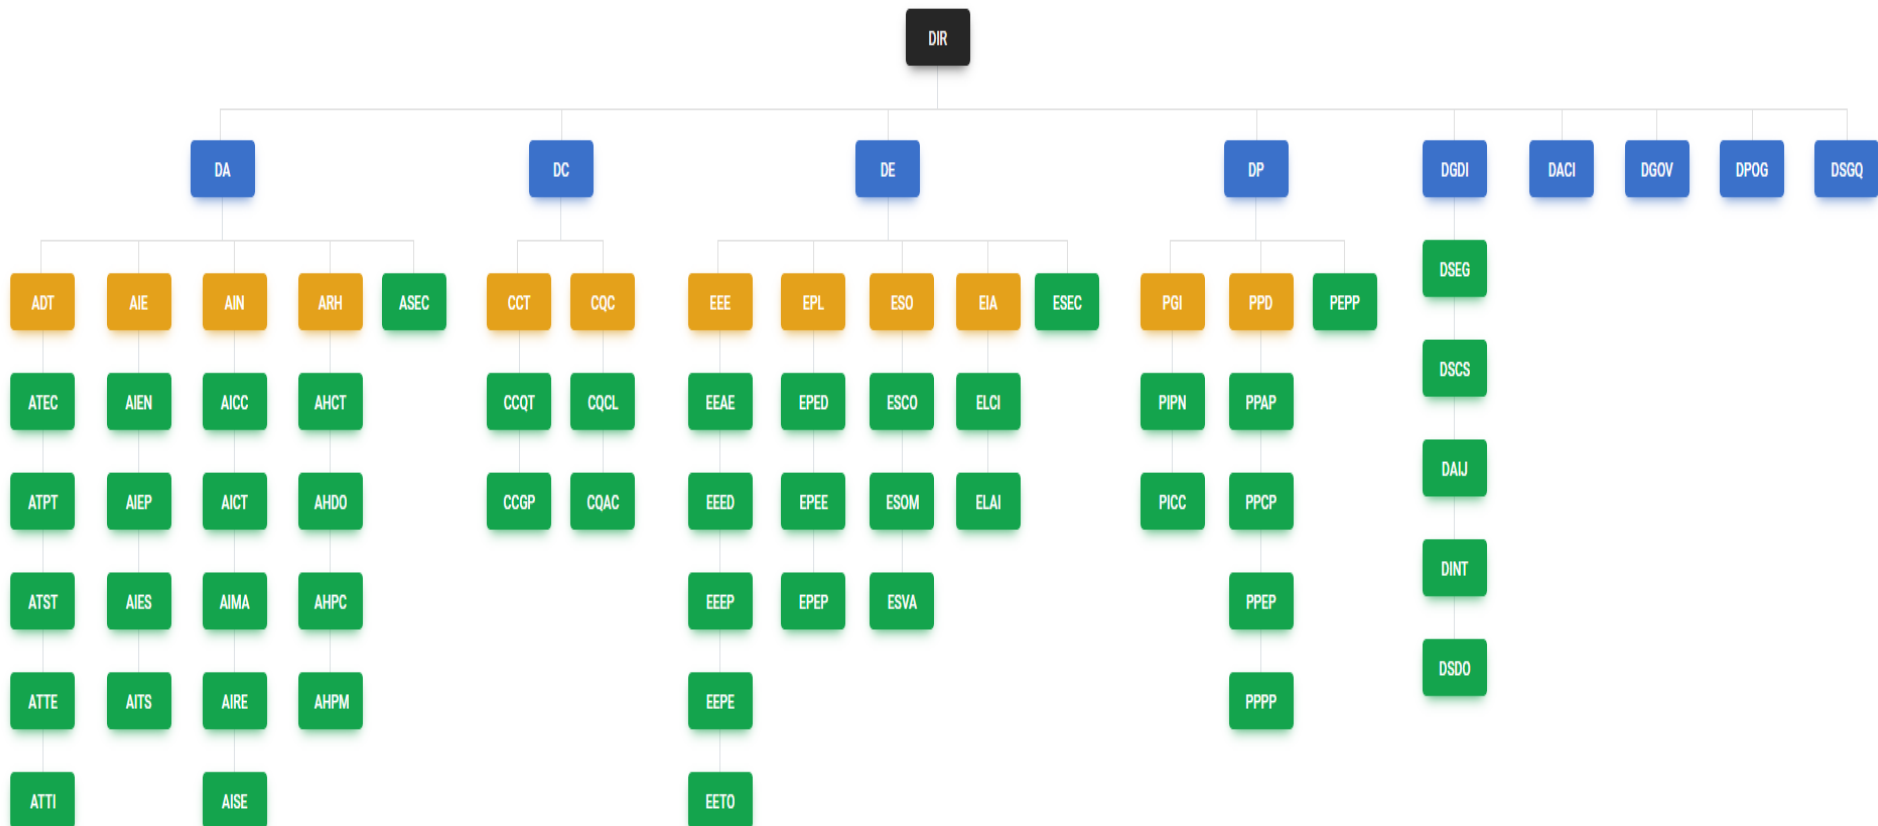 DIR
DA DC DE DP DGDI DACI DGOV DPOG DSGQ
DSEG
ADT AIE AIN ARH ASEC CCT CQC EEE EPL ESO EIA ESEC PGI PPD PEPP
DSCS
ATEC AIEN AICC AHCT CCQT CQCL EEAE EPED ESCO ELCI PIPN PPAP
DAIJ
ATPT AIEP AICT AHDO CCGP CQAC EEED EPEE ESOM ELAI PICC PPCP
DINT
ATST AIES AIMA AHPC EEEP EPEP ESVA PPEP
DSDO
ATTE AITS AIRE AHPM EEPE PPPP
ATTI AISE EETO